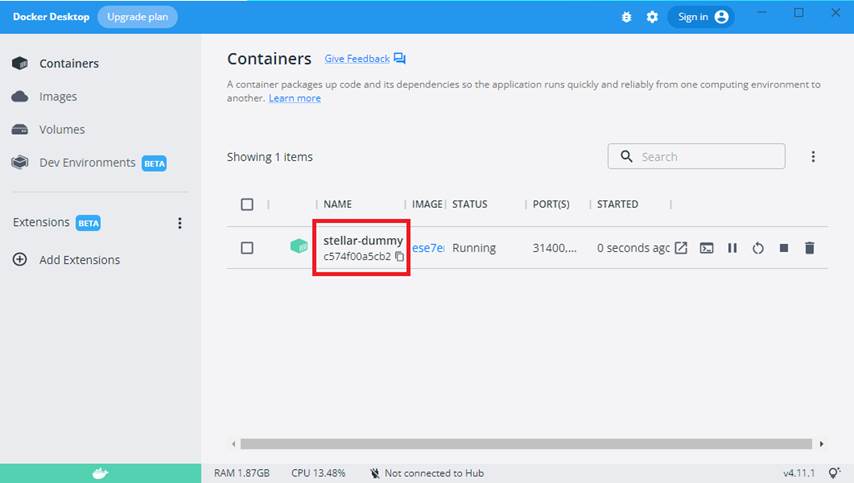 Docker Desktop Upgrade plan Sign in
Containers
Images
Volumes
Dev Environments BETA
Extensions BETA
Add Extensions
Containers Give Feedback
A container packages up code and its dependencies so the application runs quickly and reliably from one computing environment to
another. Learn more
Showing 1 items Search
NAME IMAGE STATUS PORT(S) STARTED
stellar-dummy
c574f00a5cb2
ese7en Running 31400,... 0 seconds ago
RAM 1.87GB CPU 13.48% Not connected to Hub v4.11.1